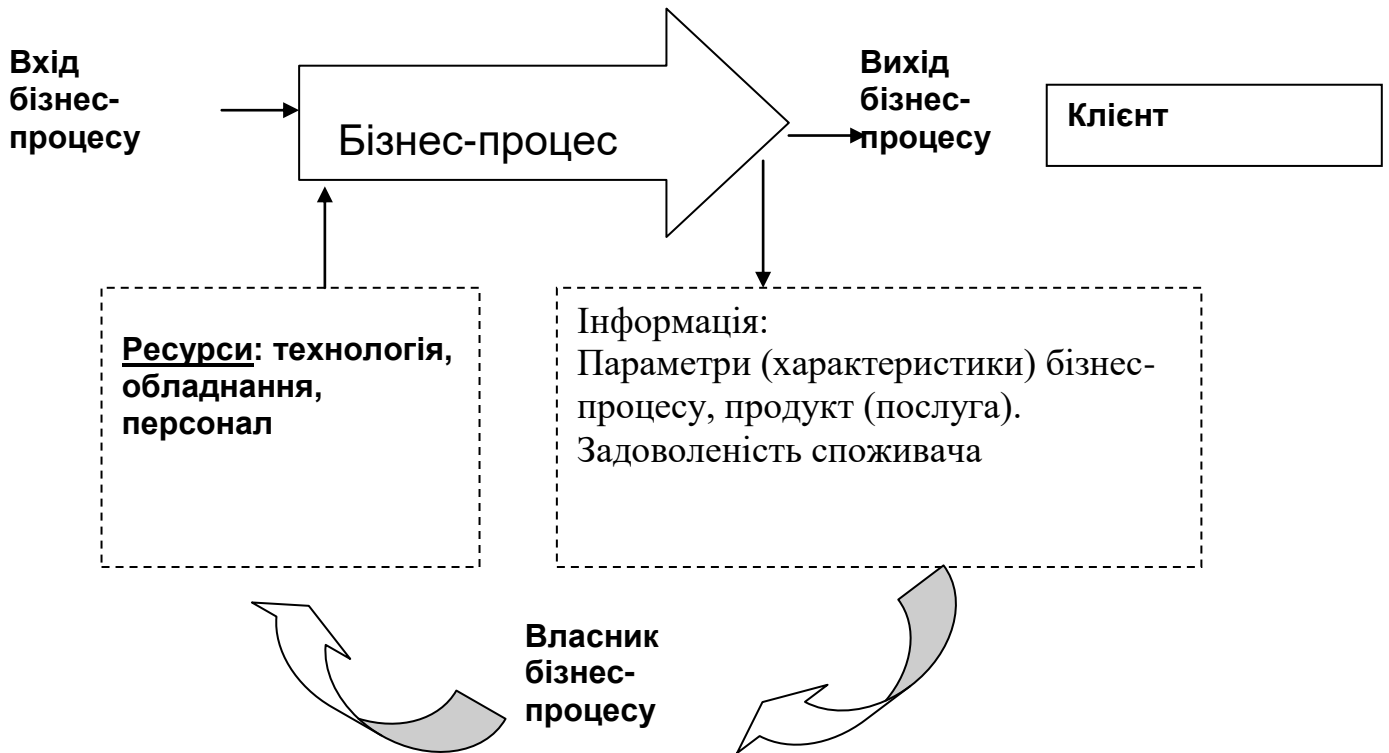 Вхід
бізнес-
процесу
Бізнес-процес
Вихід
бізнес-
процесу
Клієнт
Ресурси: технологія,
обладнання,
персонал
Інформація:
Параметри (характеристики) бізнес-
процесу, продукт (послуга).
Задоволеність споживача
Власник
бізнес-
процесу